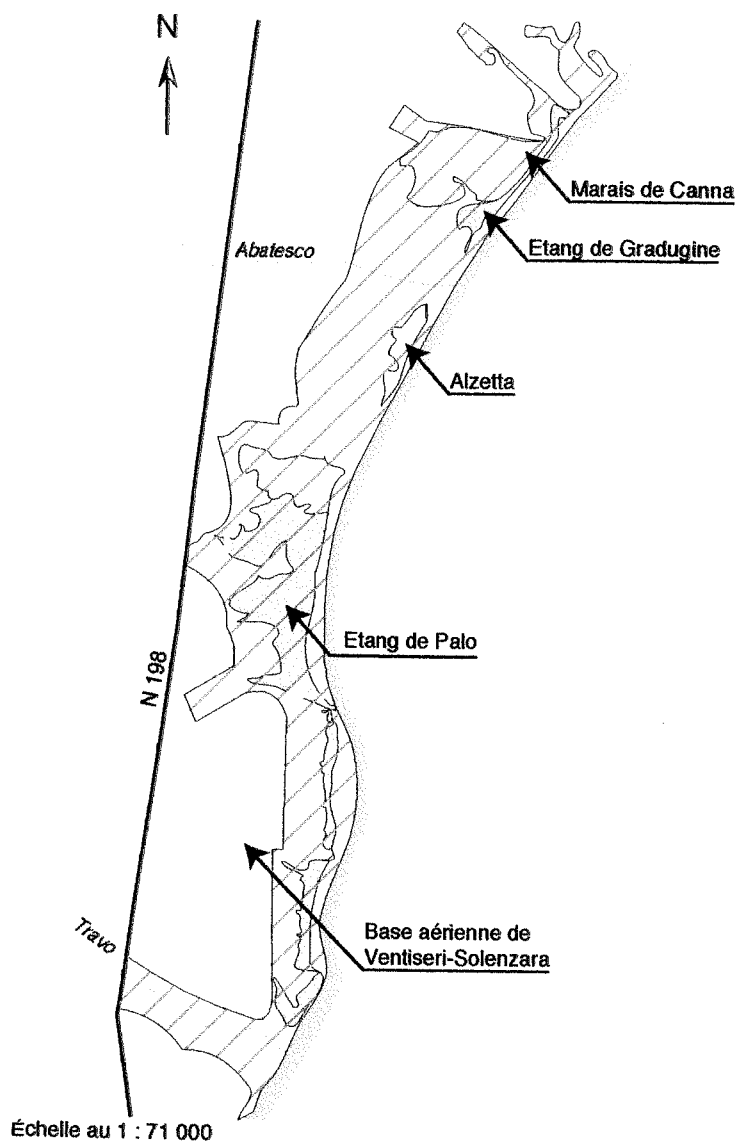 N
Marais de Canna
Abatesco
Etang de Gradugine
Alzetta
Etang de Palo
N 198
Travo
Base aérienne de
Ventiseri-Solenzara
Échelle au 1 : 71 000